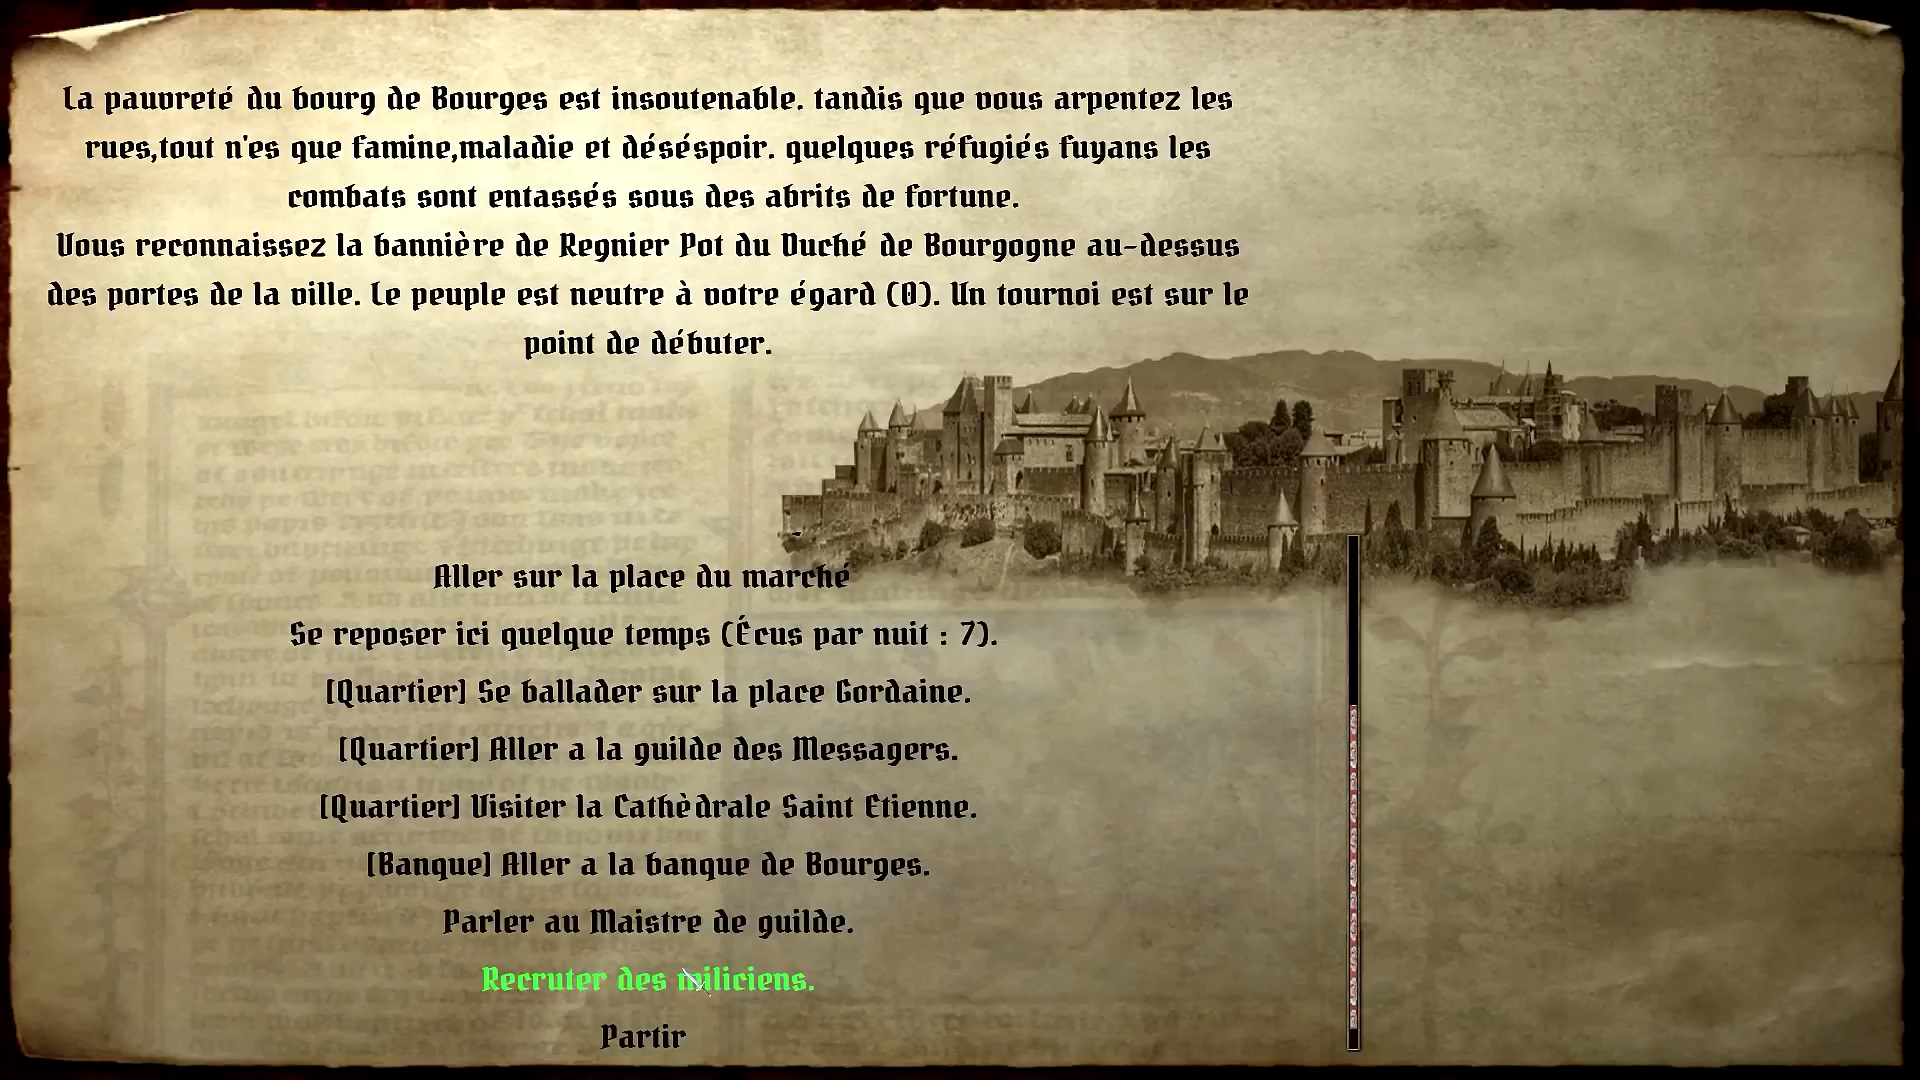 La pauvreté du bourg de Bourges est insoutenable. tandis que vous arpentez les
rues,tout n'es que famine,maladie et déséspoir. quelques réfugiés fuyans les
combats sont entassés sous des abrits de fortune.
Vous reconnaissez la bannière de Regnier Pot du Duché de Bourgogne au-dessus
des portes de la ville. Le peuple est neutre à votre égard (0). Un tournoi est sur le
point de débuter.
Aller sur la place du marché
Se reposer ici quelque temps (Écus par nuit : 7).
[Quartier] Se ballader sur la place Gordaine.
[Quartier] Aller a la guilde des Messagers.
[Quartier] Visiter la Cathèdrale Saint Etienne.
[Banque] Aller a la banque de Bourges.
Parler au Maistre de guilde.
Recruter des miliciens.
Partir